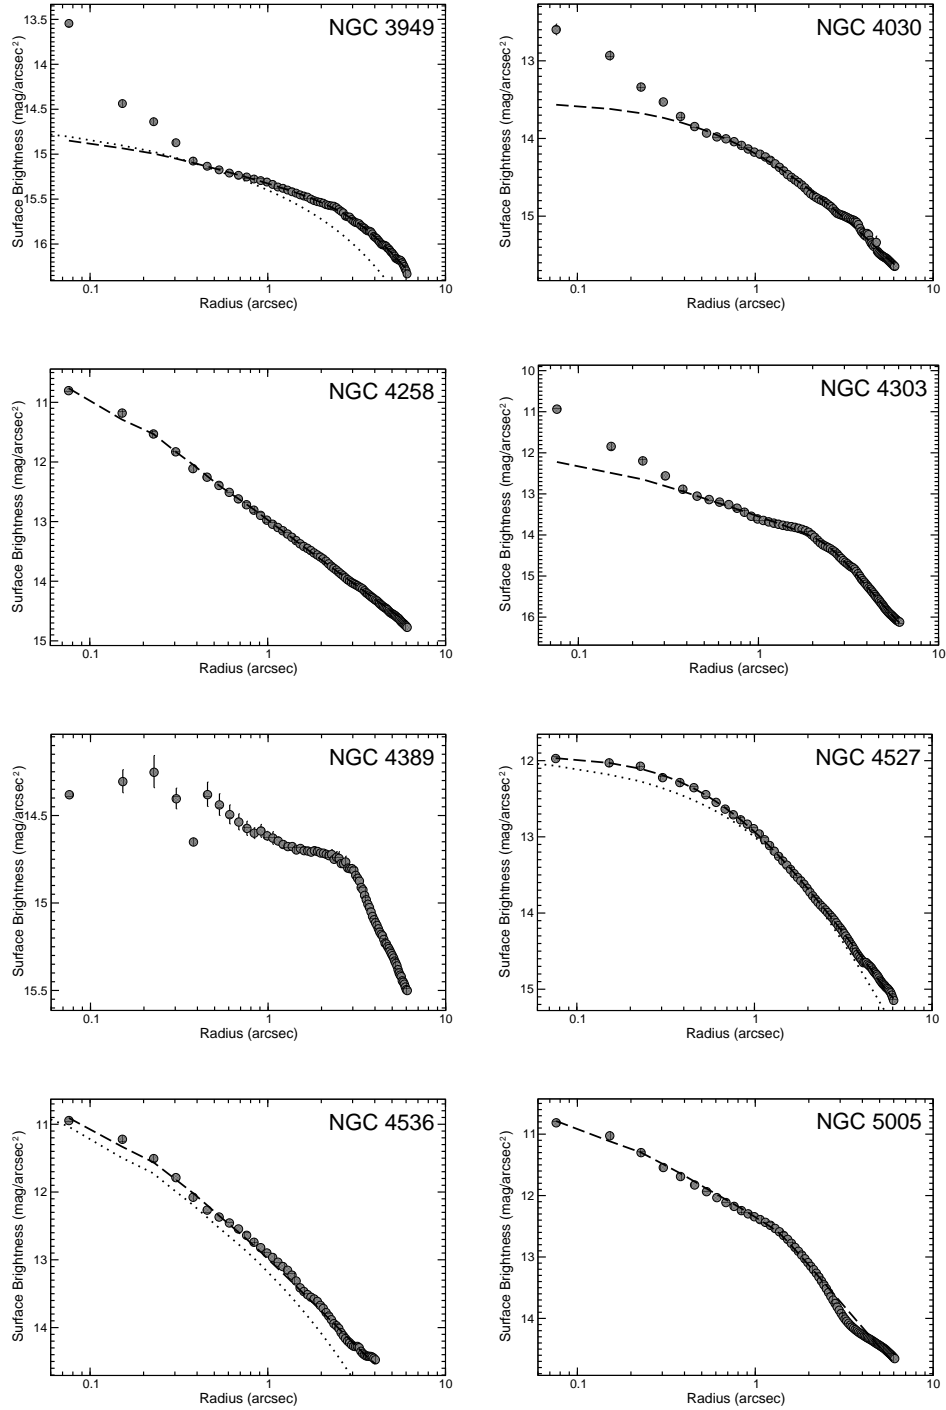 NGC 3949
13.5
14
14.5
15
15.5
16
Surface Brightness (mag/arcsec²)
0.1 1 10
Radius (arcsec)
NGC 4030
13
14
15
Surface Brightness (mag/arcsec²)
0.1 1 10
Radius (arcsec)
NGC 4258
11
12
13
14
15
Surface Brightness (mag/arcsec²)
0.1 1 10
Radius (arcsec)
NGC 4303
10
11
12
13
14
15
16
Surface Brightness (mag/arcsec²)
0.1 1 10
Radius (arcsec)
NGC 4389
14.5
15
15.5
Surface Brightness (mag/arcsec²)
0.1 1 10
Radius (arcsec)
NGC 4527
12
13
14
15
Surface Brightness (mag/arcsec²)
0.1 1 10
Radius (arcsec)
NGC 4536
11
12
13
14
Surface Brightness (mag/arcsec²)
0.1 1 10
Radius (arcsec)
NGC 5005
11
12
13
14
Surface Brightness (mag/arcsec²)
0.1 1 10
Radius (arcsec)